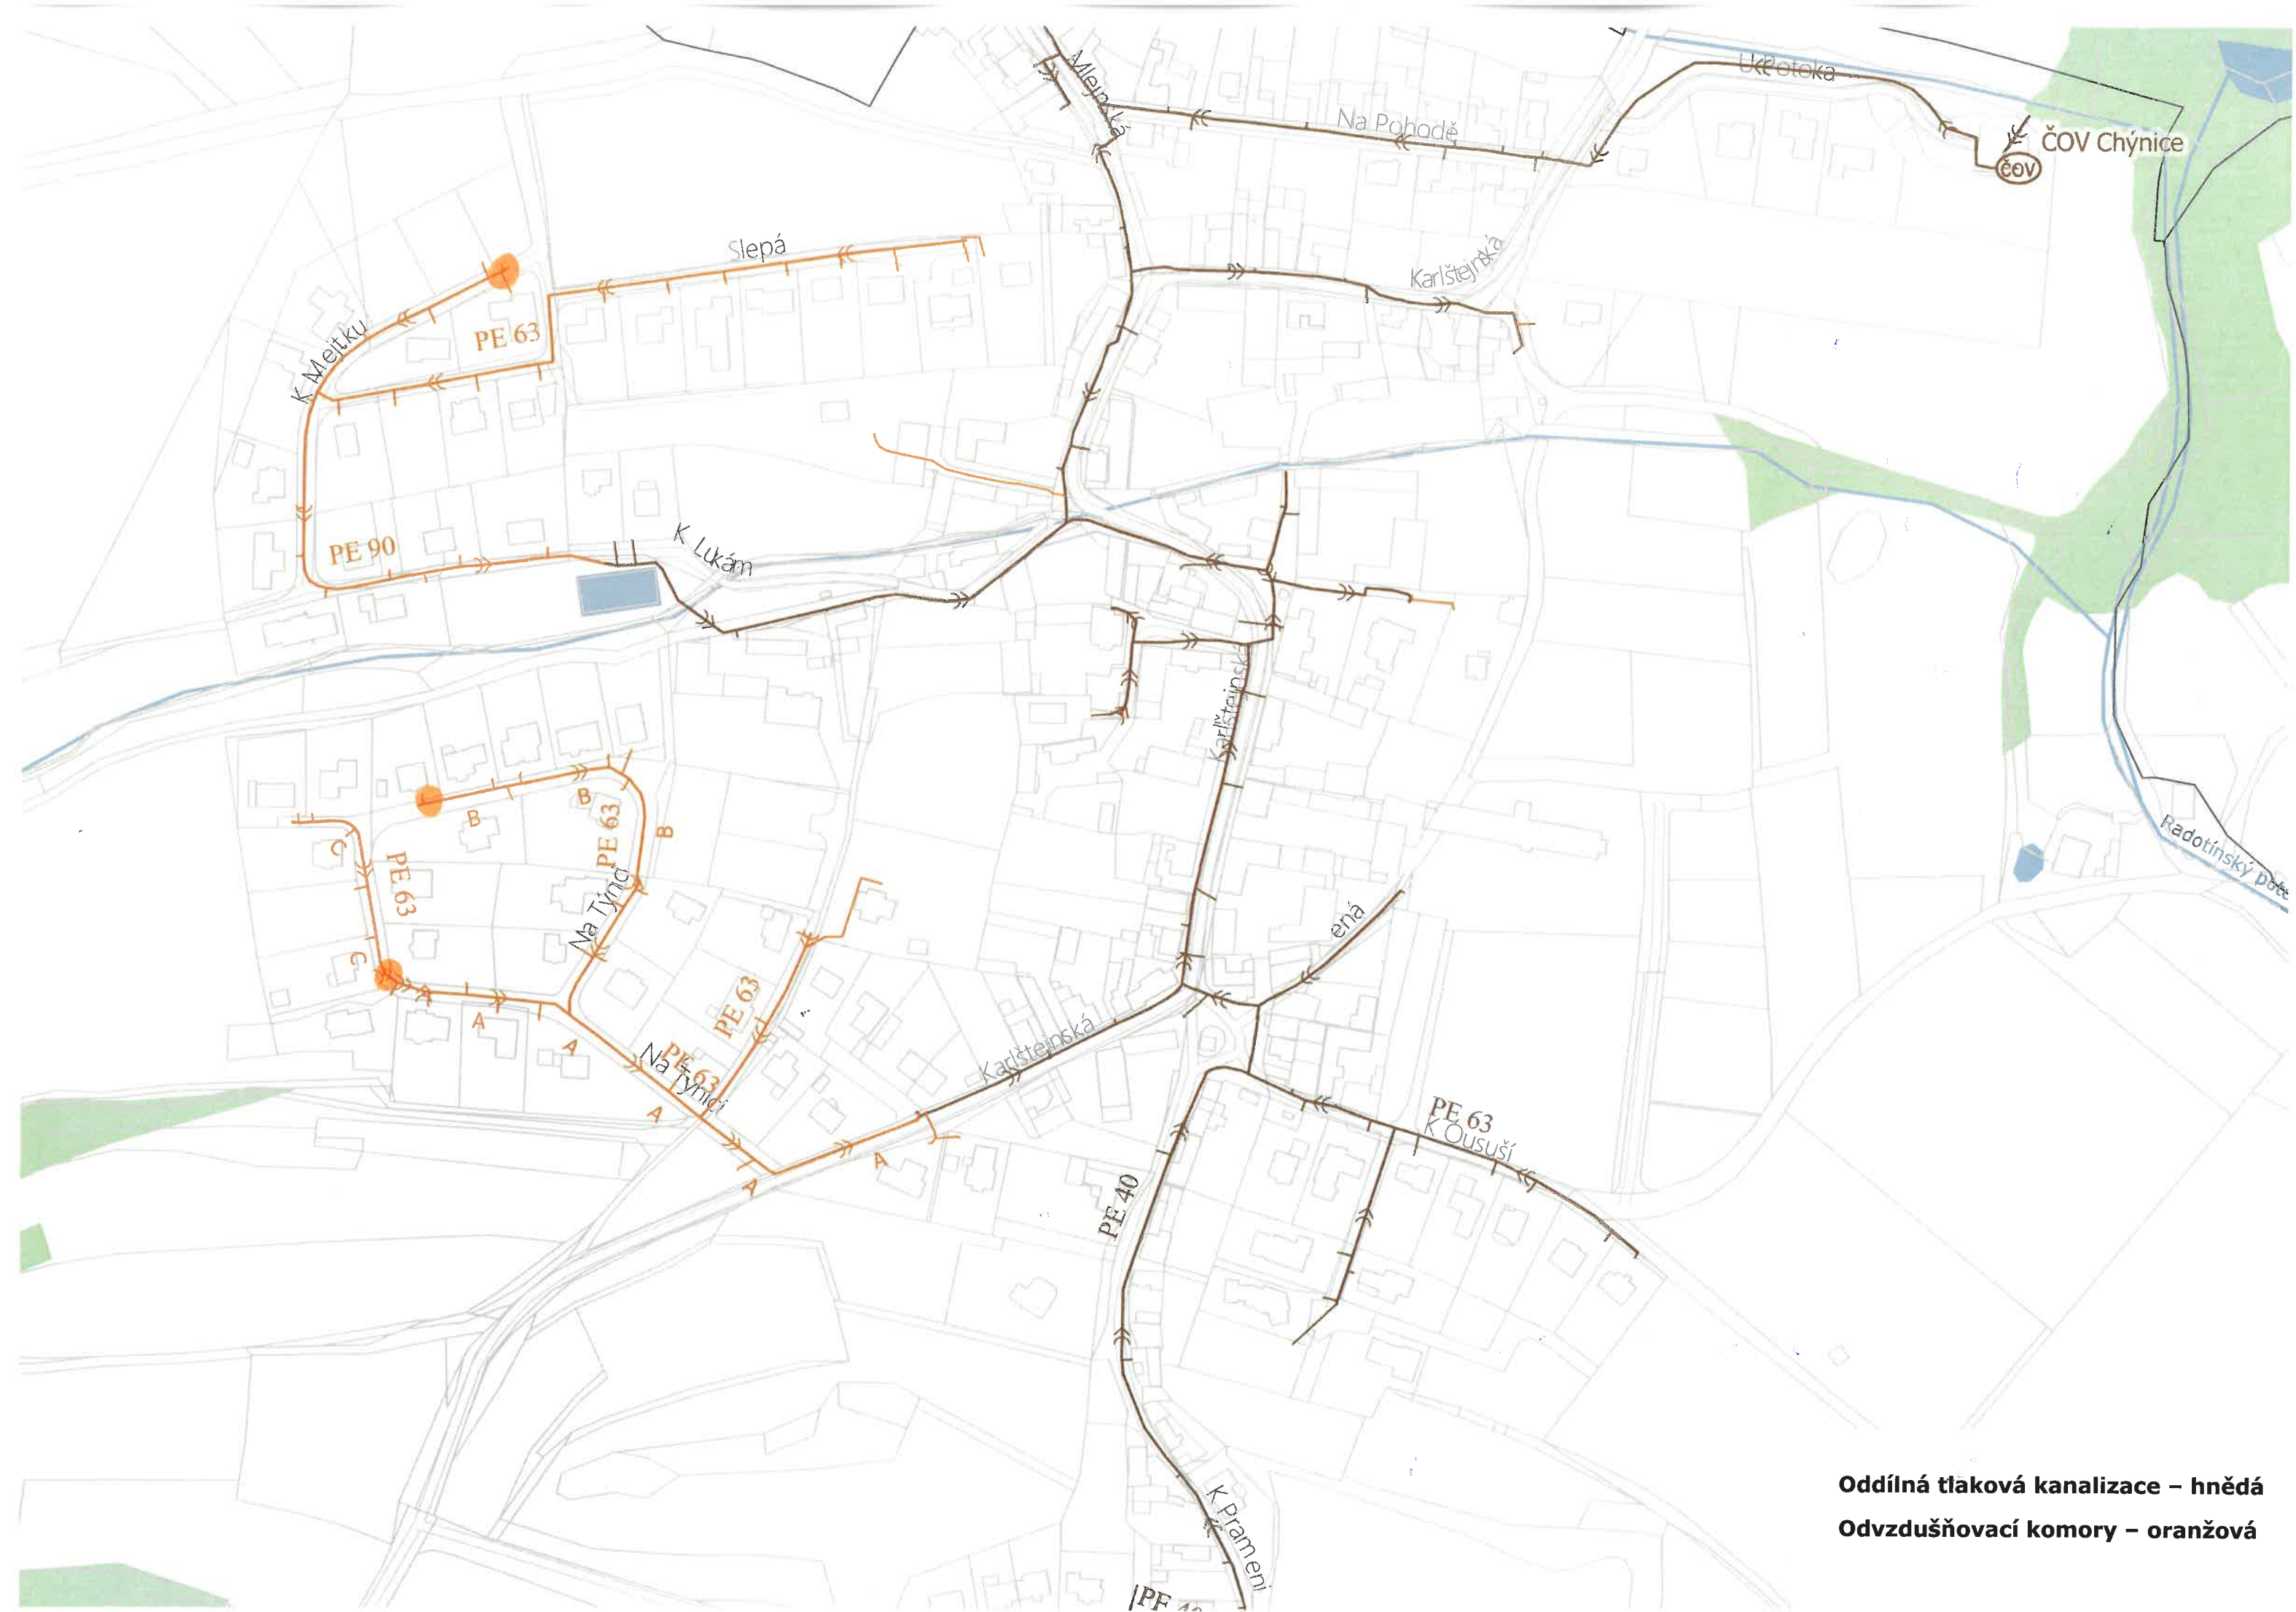 Mlejnská
U Potoka
Na Pohodě
ČOV Chýnice
ČOV
Slepá
Karlštejnská
K Mejtku
PE 63
PE 90
K Lukám
Karlštejnská
B
B
PE 63
B
C
PE 63
Na Týnici
C
ená
A
PE 63
A
Na Týnici
PE 63
A
Karlštejnská
A
A
PE 63
K Ousuší
PE 40
Radotínský poto
K Prameni
Oddílná tlaková kanalizace – hnědá
Odvzdušňovací komory – oranžová